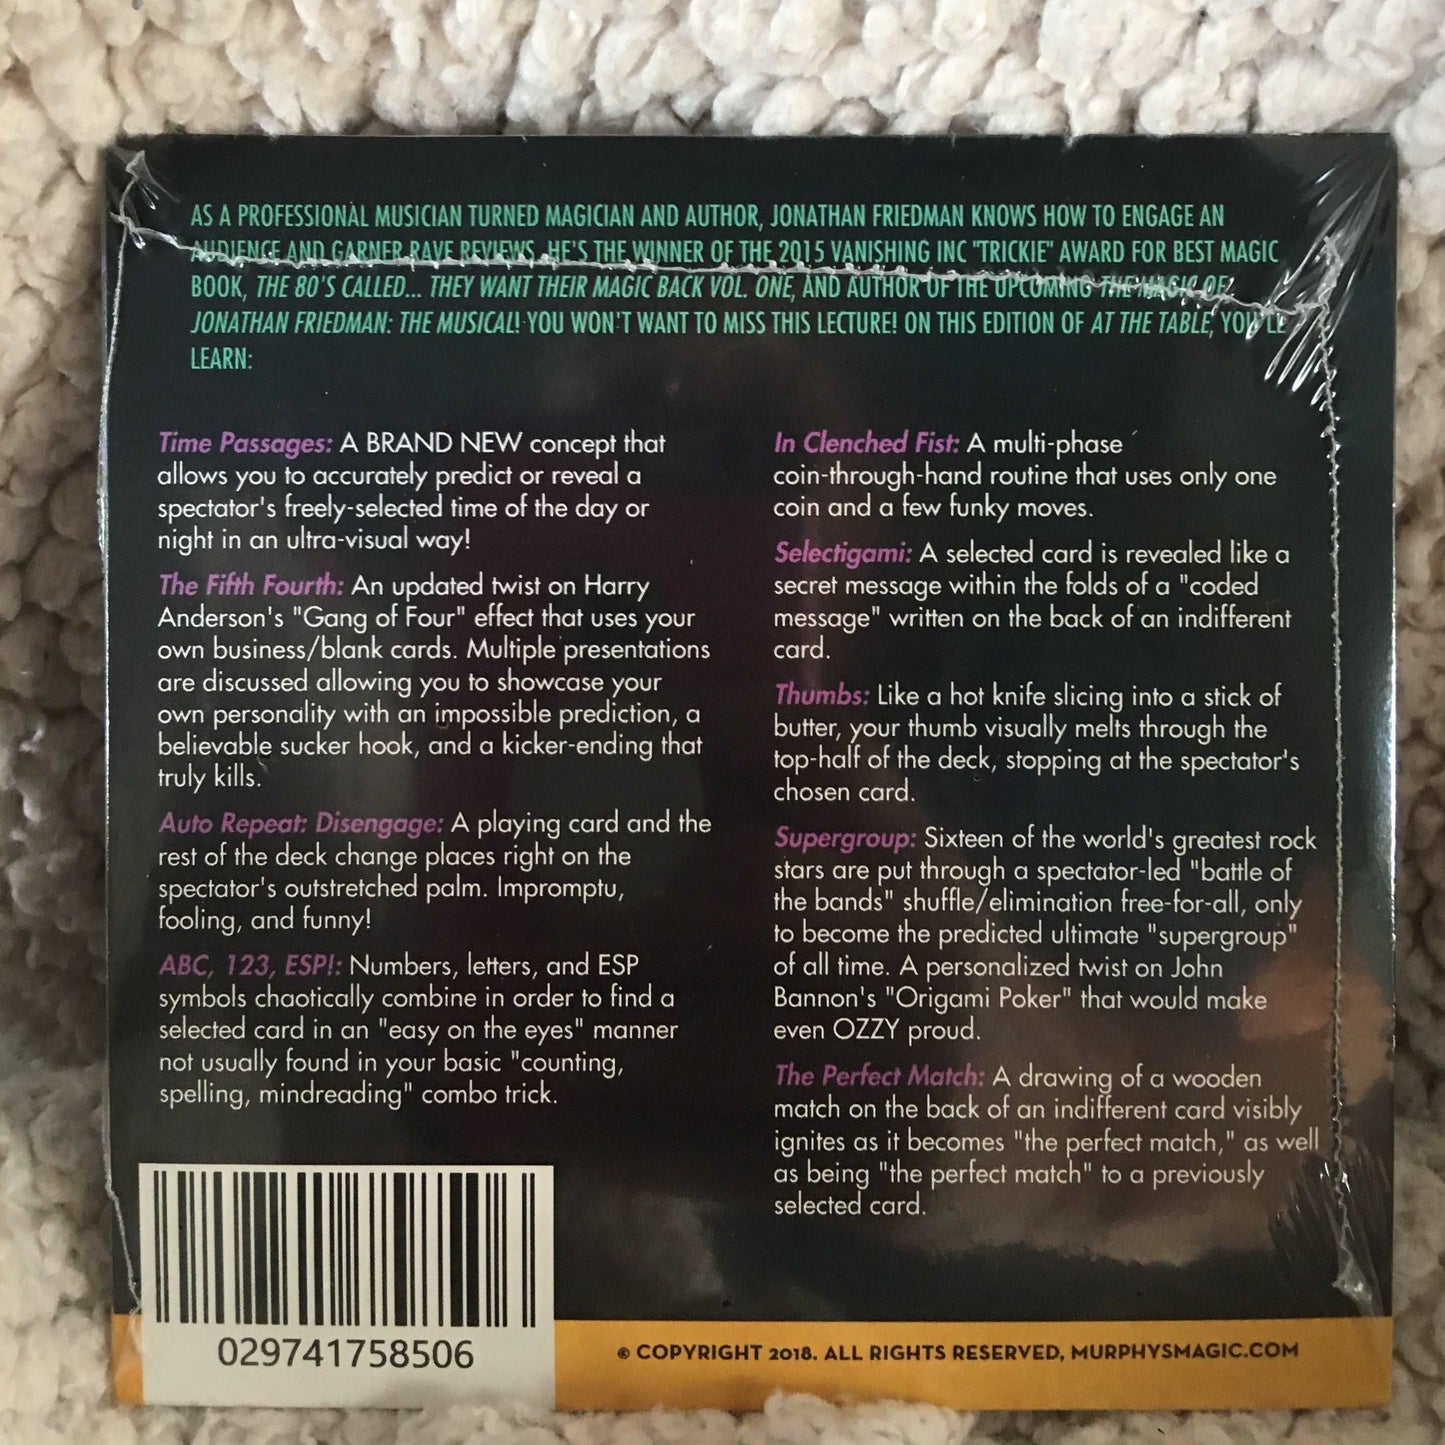 AS A PROFESSIONAL MUSICIAN TURNED MAGICIAN AND AUTHOR, JONATHAN FRIEDMAN KNOWS HOW TO ENGAGE AN
AUDIENCE AND GARNER RAVE REVIEWS. HE'S THE WINNER OF THE 2015 VANISHING INC "TRICKIE" AWARD FOR BEST MAGIC
BOOK, THE 80'S CALLED... THEY WANT THEIR MAGIC BACK VOL. ONE, AND AUTHOR OF THE UPCOMING THE MAGIC OF
JONATHAN FRIEDMAN: THE MUSICAL! YOU WON'T WANT TO MISS THIS LECTURE! ON THIS EDITION OF AT THE TABLE, YOU'LL
LEARN:
Time Passages: A BRAND NEW concept that
allows you to accurately predict or reveal a
spectator's freely-selected time of the day or
night in an ultra-visual way!
The Fifth Fourth: An updated twist on Harry
Anderson's "Gang of Four" effect that uses your
own business/blank cards. Multiple presentations
are discussed allowing you to showcase your
own personality with an impossible prediction, a
believable sucker hook, and a kicker-ending that
truly kills.
Auto Repeat: Disengage: A playing card and the
rest of the deck change places right on the
spectator's outstretched palm. Impromptu,
fooling, and funny!
ABC, 123, ESP!: Numbers, letters, and ESP
symbols chaotically combine in order to find a
selected card in an "easy on the eyes" manner
not usually found in your basic "counting,
spelling, mindreading" combo trick.
In Clenched Fist: A multi-phase
coin-through-hand routine that uses only one
coin and a few funky moves.
Selectigami: A selected card is revealed like a
secret message within the folds of a "coded
message" written on the back of an indifferent
card.
Thumbs: Like a hot knife slicing into a stick of
butter, your thumb visually melts through the
top-half of the deck, stopping at the spectator's
chosen card.
Supergroup: Sixteen of the world's greatest rock
stars are put through a spectator-led "battle of
the bands" shuffle/elimination free-for-all, only
to become the predicted ultimate "supergroup"
of all time. A personalized twist on John
Bannon's "Origami Poker" that would make
even OZZY proud.
The Perfect Match: A drawing of a wooden
match on the back of an indifferent card visibly
ignites as it becomes "the perfect match," as well
as being "the perfect match" to a previously
selected card.
029741758506
© COPYRIGHT 2018. ALL RIGHTS RESERVED, MURPHYSMAGIC.COM